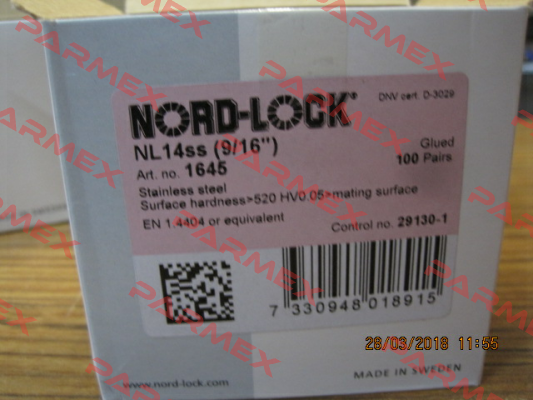 NORD-LOCK®
DNV cert. D-3029
NL14ss (9/16")
Glued
Art. no. 1645
100 Pairs
Stainless steel
Surface hardness>520 HV0.05>mating surface
EN 1.4404 or equivalent
Control no. 29130-1
7 330948 018915
28/03/2018 11:55
www.nord-lock.com
MADE IN SWEDEN
PARMEX
PARMEX
PARMEX
PARMEX
PARMEX
PARMEX
PARMEX